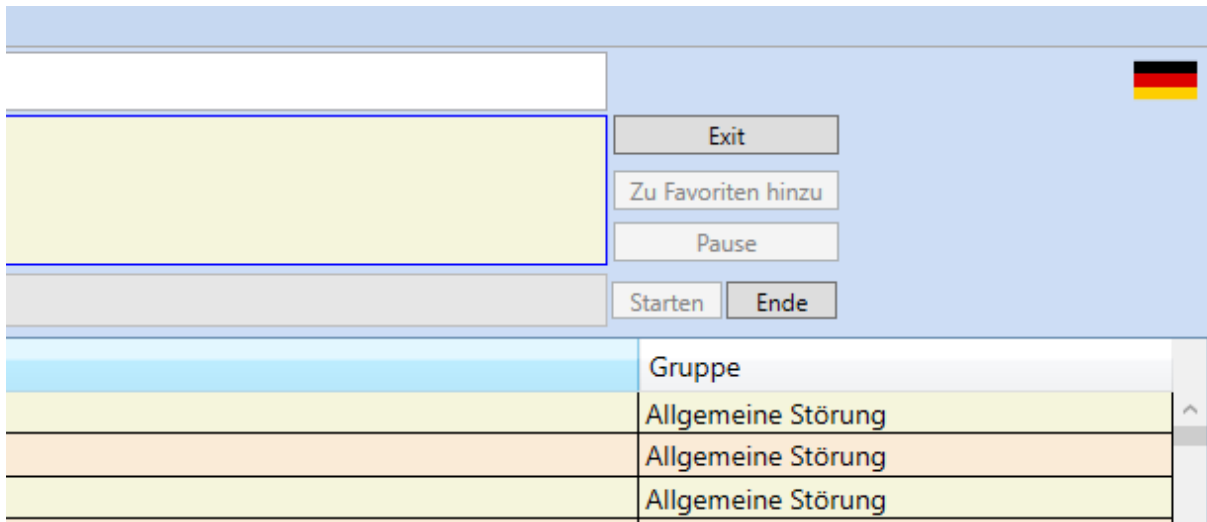 Exit
Zu Favoriten hinzu
Pause
Starten Ende
Gruppe
Allgemeine Störung
Allgemeine Störung
Allgemeine Störung